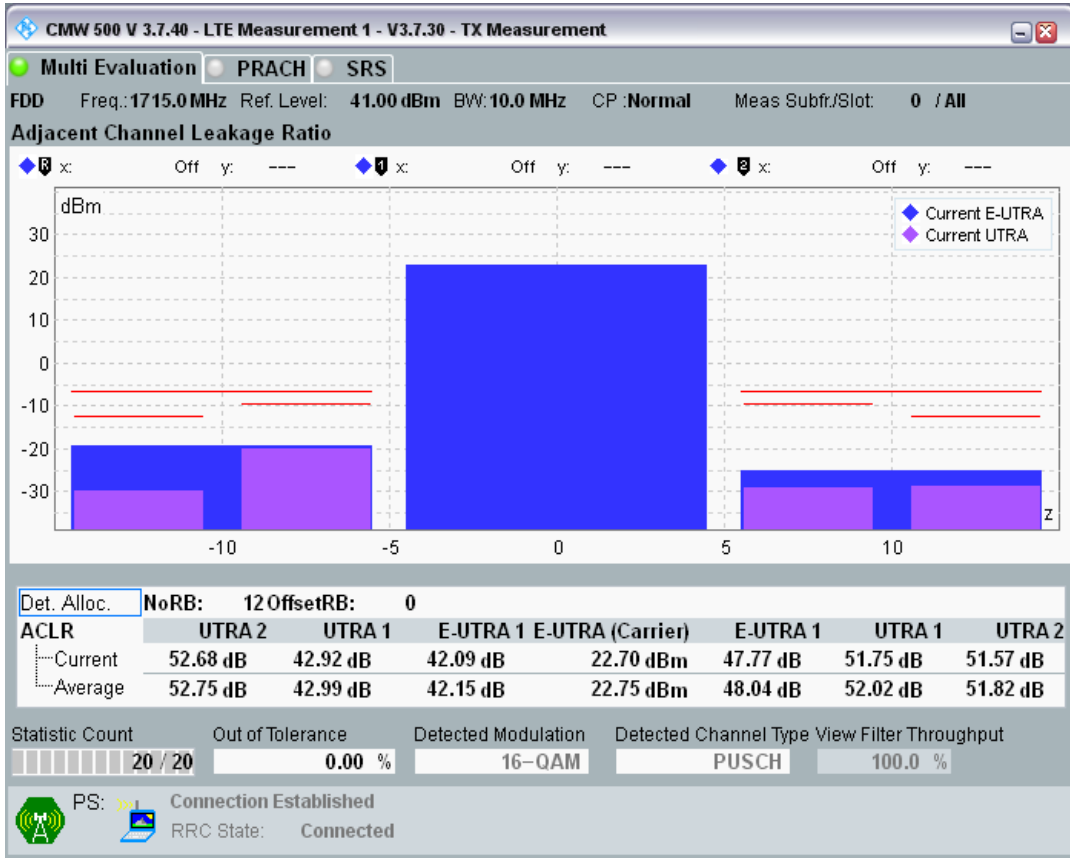 CMW 500 V 3.7.40 - LTE Measurement 1 - V3.7.30 - TX Measurement
Multi Evaluation PRACH SRS
FDD Freq.:1715.0 MHz Ref. Level: 41.00 dBm BW: 10.0 MHz CP :Normal Meas Subfr./Slot: 0 / All
Adjacent Channel Leakage Ratio
R x: Off y: --- 1 x: Off y: --- 2 x: Off y: ---
dBm
Current E-UTRA
Current UTRA
30
20
10
0
-10
-20
-30
z
-10 -5 0 5 10
Det. Alloc. NoRB: 12 OffsetRB: 0
ACLR UTRA 2 UTRA 1 E-UTRA 1 E-UTRA (Carrier) E-UTRA 1 UTRA 1 UTRA 2
Current 52.68 dB 42.92 dB 42.09 dB 22.70 dBm 47.77 dB 51.75 dB 51.57 dB
Average 52.75 dB 42.99 dB 42.15 dB 22.75 dBm 48.04 dB 52.02 dB 51.82 dB
Statistic Count Out of Tolerance Detected Modulation Detected Channel Type View Filter Throughput
20 / 20 0.00 % 16-QAM PUSCH 100.0 %
PS: Connection Established
RRC State: Connected